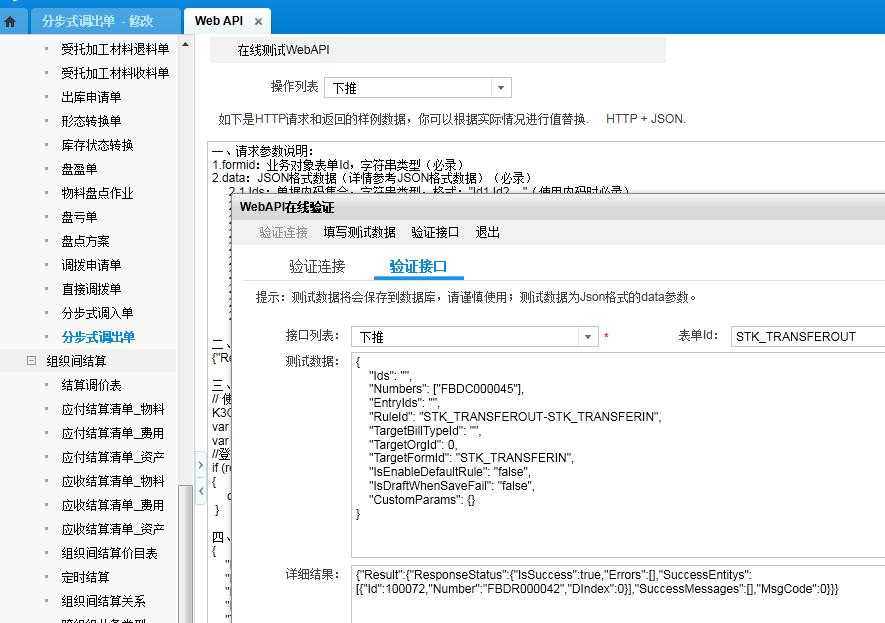 分步式调出单 - 修改
Web API ×
受托加工材料退料单
受托加工材料收料单
出库申请单
形态转换单
库存状态转换
盘盈单
物料盘点作业
盘亏单
盘点方案
调拨申请单
直接调拨单
分步式调入单
分步式调出单
组织间结算
结算调价表
应付结算清单_物料
应付结算清单_费用
应付结算清单_资产
应收结算清单_物料
应收结算清单_费用
应收结算清单_资产
组织间结算价目表
定时结算
组织间结算关系
在线测试WebAPI
操作列表 下推
如下是HTTP请求和返回的样例数据，你可以根据实际情况进行值替换. HTTP + JSON.
一、请求参数说明：
1.formid：业务对象表单Id，字符串类型（必录）
2.data：JSON格式数据（详情参考JSON格式数据）（必录）
2.1.Ids：单据内码集合，字符串类型，格式："Id1,Id2,..."（使用内码时必录）
二、
{"Re
三、
// 使
K3C
var
var
//登
if (re
{
}
四、
{
WebAPI在线验证
验证连接 填写测试数据 验证接口 退出
验证连接 验证接口
提示：测试数据将会保存到数据库，请谨慎使用；测试数据为Json格式的data参数。
接口列表： 下推 * 表单Id： STK_TRANSFEROUT
测试数据：
{
"Ids": "",
"Numbers": ["FBDC000045"],
"EntryIds": "",
"RuleId": "STK_TRANSFEROUT-STK_TRANSFERIN",
"TargetBillTypeId": "",
"TargetOrgId": 0,
"TargetFormId": "STK_TRANSFERIN",
"IsEnableDefaultRule": "false",
"IsDraftWhenSaveFail": "false",
"CustomParams": {}
}
详细结果：
{"Result":{"ResponseStatus":{"IsSuccess":true,"Errors":[],"SuccessEntitys":
[{"Id":100072,"Number":"FBDR000042","DIndex":0}],"SuccessMessages":[],"MsgCode":0}}}